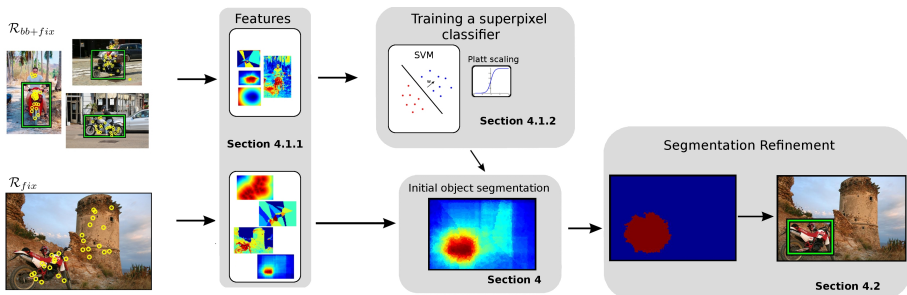 R_bb+fix
Features
Training a superpixel
classifier
SVM
Platt scaling
w
Section 4.1.2
Section 4.1.1
R_fix
Initial object segmentation
Section 4
Segmentation Refinement
Section 4.2